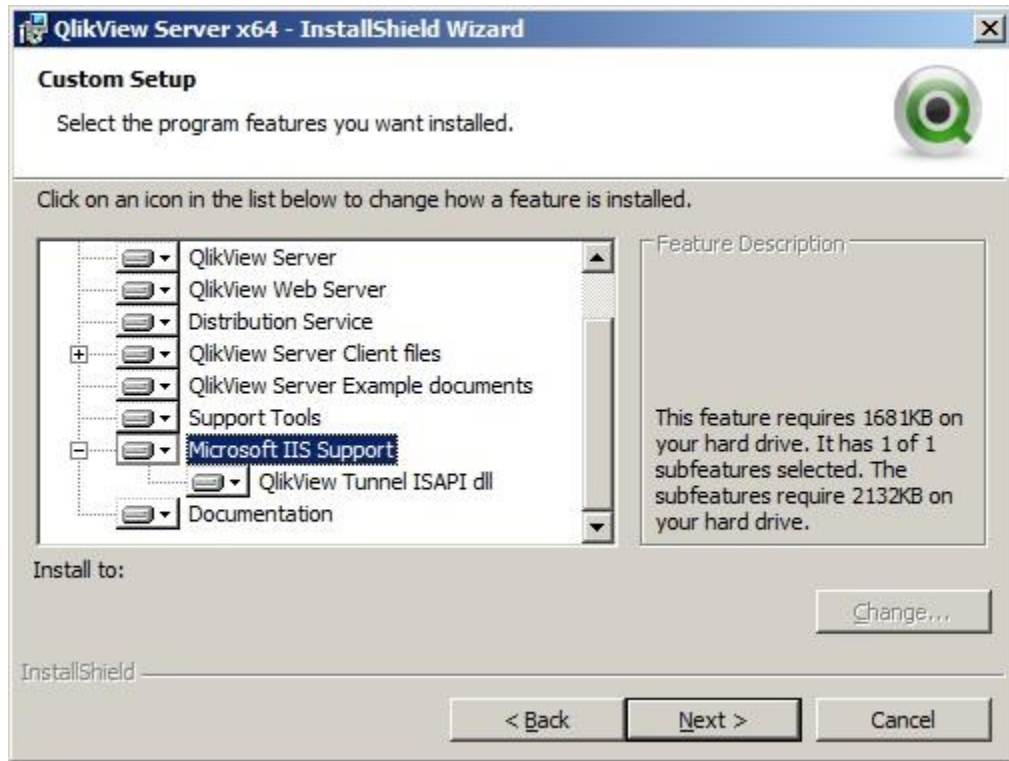 QlikView Server x64 - InstallShield Wizard
Custom Setup
Select the program features you want installed.
Click on an icon in the list below to change how a feature is installed.
QlikView Server
QlikView Web Server
Distribution Service
QlikView Server Client files
QlikView Server Example documents
Support Tools
Microsoft IIS Support
QlikView Tunnel ISAPI dll
Documentation
Feature Description
This feature requires 1681KB on
your hard drive. It has 1 of 1
subfeatures selected. The
subfeatures require 2132KB on
your hard drive.
Install to:
Change...
InstallShield
< Back
Next >
Cancel